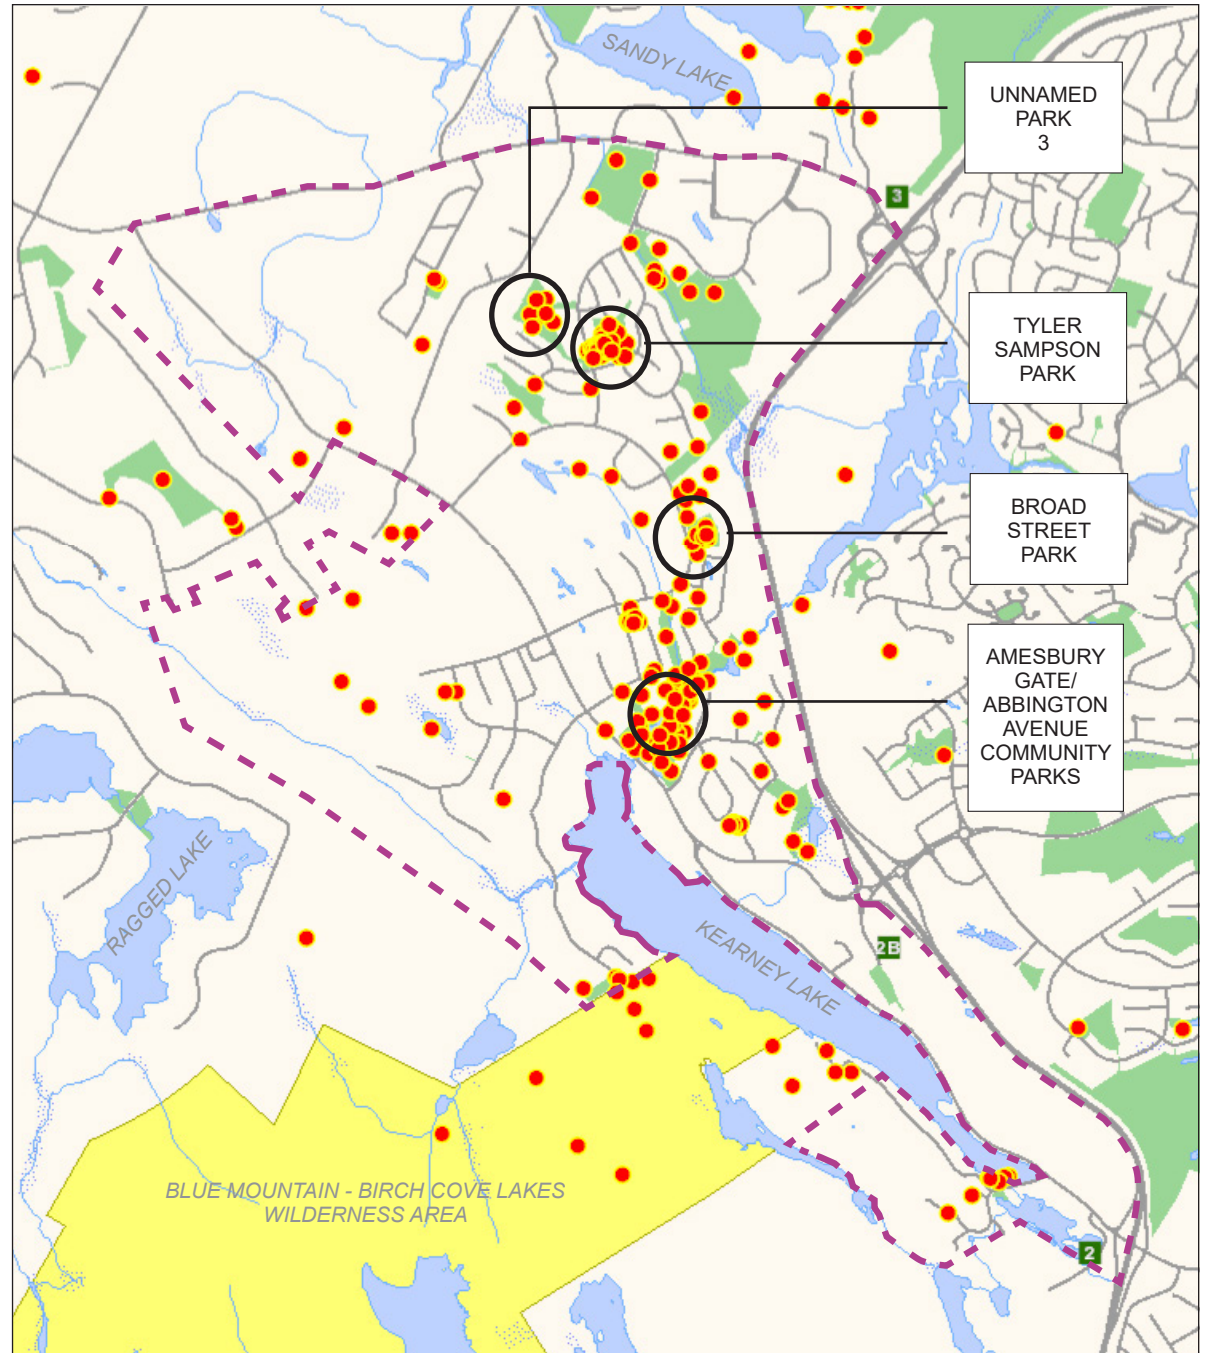 SANDY LAKE
UNNAMED
PARK
3
3
TYLER
SAMPSON
PARK
BROAD
STREET
PARK
AMESBURY
GATE/
ABBINGTON
AVENUE
COMMUNITY
PARKS
RAGGED LAKE
KEARNEY LAKE
2B
BLUE MOUNTAIN - BIRCH COVE LAKES
WILDERNESS AREA
2